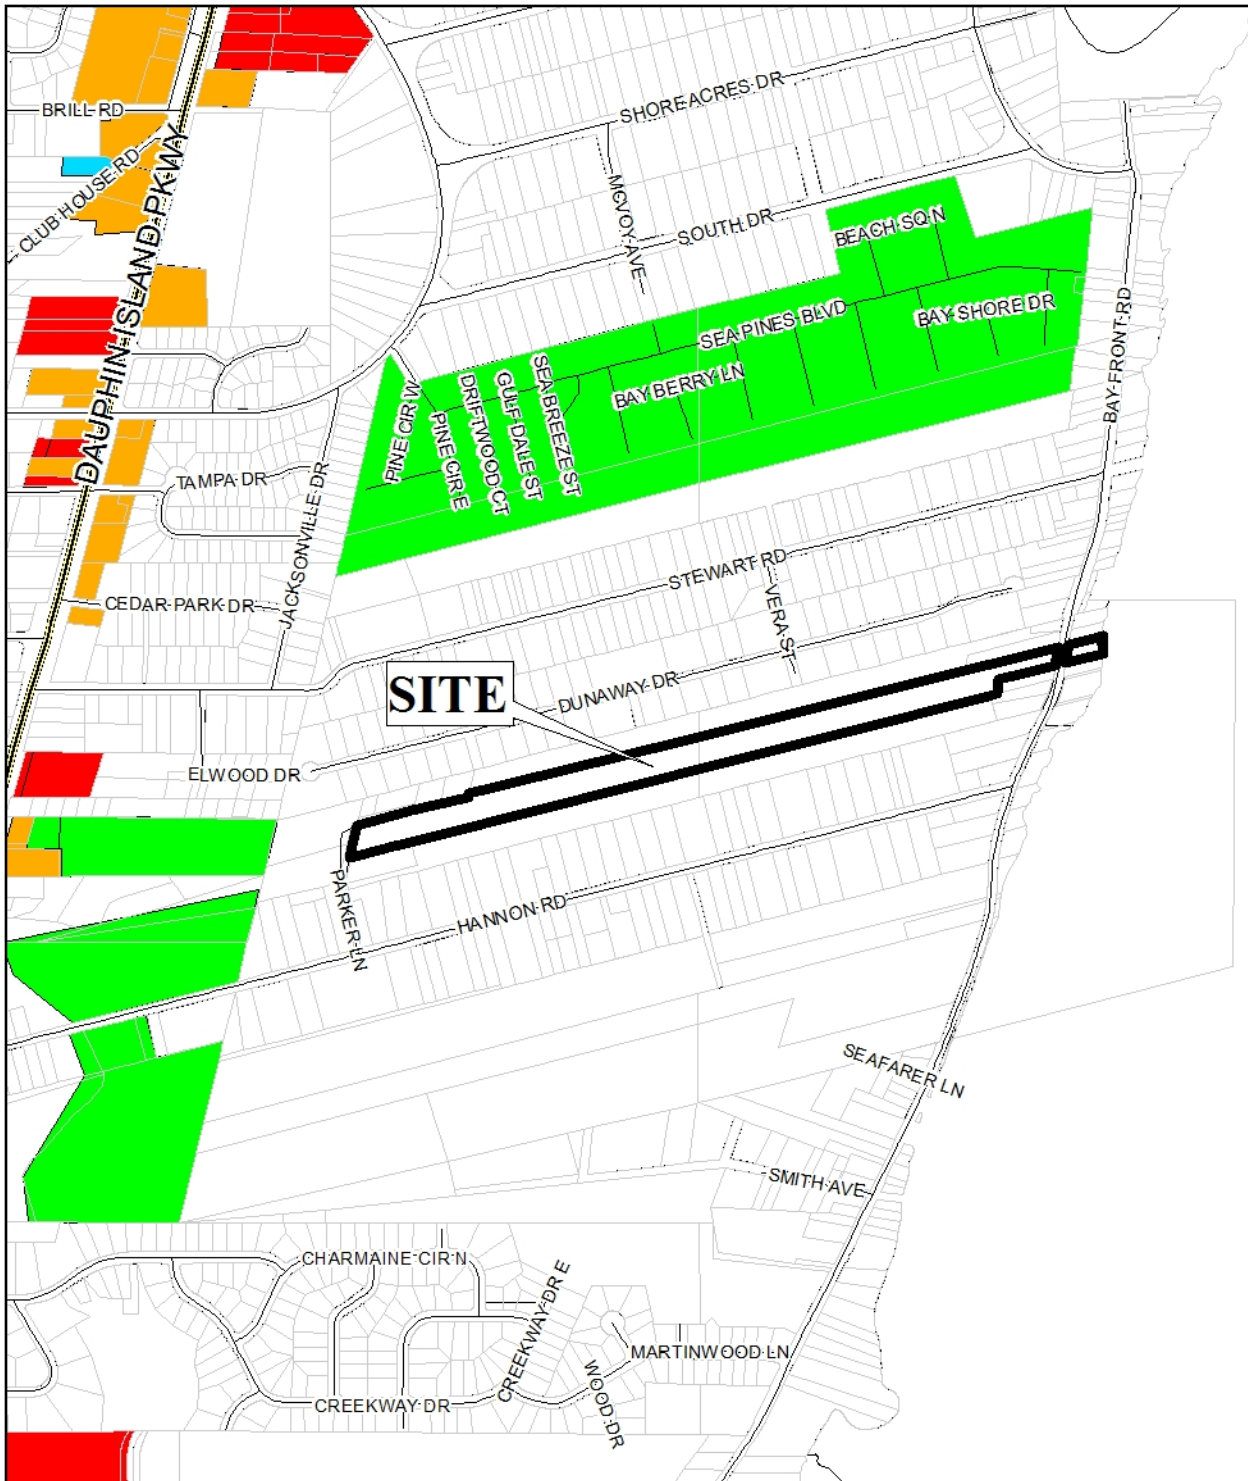 SHOREACRES DR
BRILL RD
CLUB HOUSE RD
DAUPHIN ISLAND PKWY
MCVOY AVE
SOUTH DR
BEACH SQ N
SEA PINES BLVD
BAY SHORE DR
BAY FRONT RD
BAY BERRY LN
SEA BREEZE ST
GULF DALE ST
DRIFTWOOD CT
PINE CIR W
PINE CIR E
TAMPA DR
JACKSONVILLE DR
STEWART RD
VERA ST
CEDAR PARK DR
SITE
DUNAWAY DR
ELWOOD DR
PARKER LN
HANNON RD
SEAFARER LN
SMITH AVE
CHARMAINE CIR N
CREEKWAY DR E
MARTINWOOD LN
WOOD DR
CREEKWAY DR